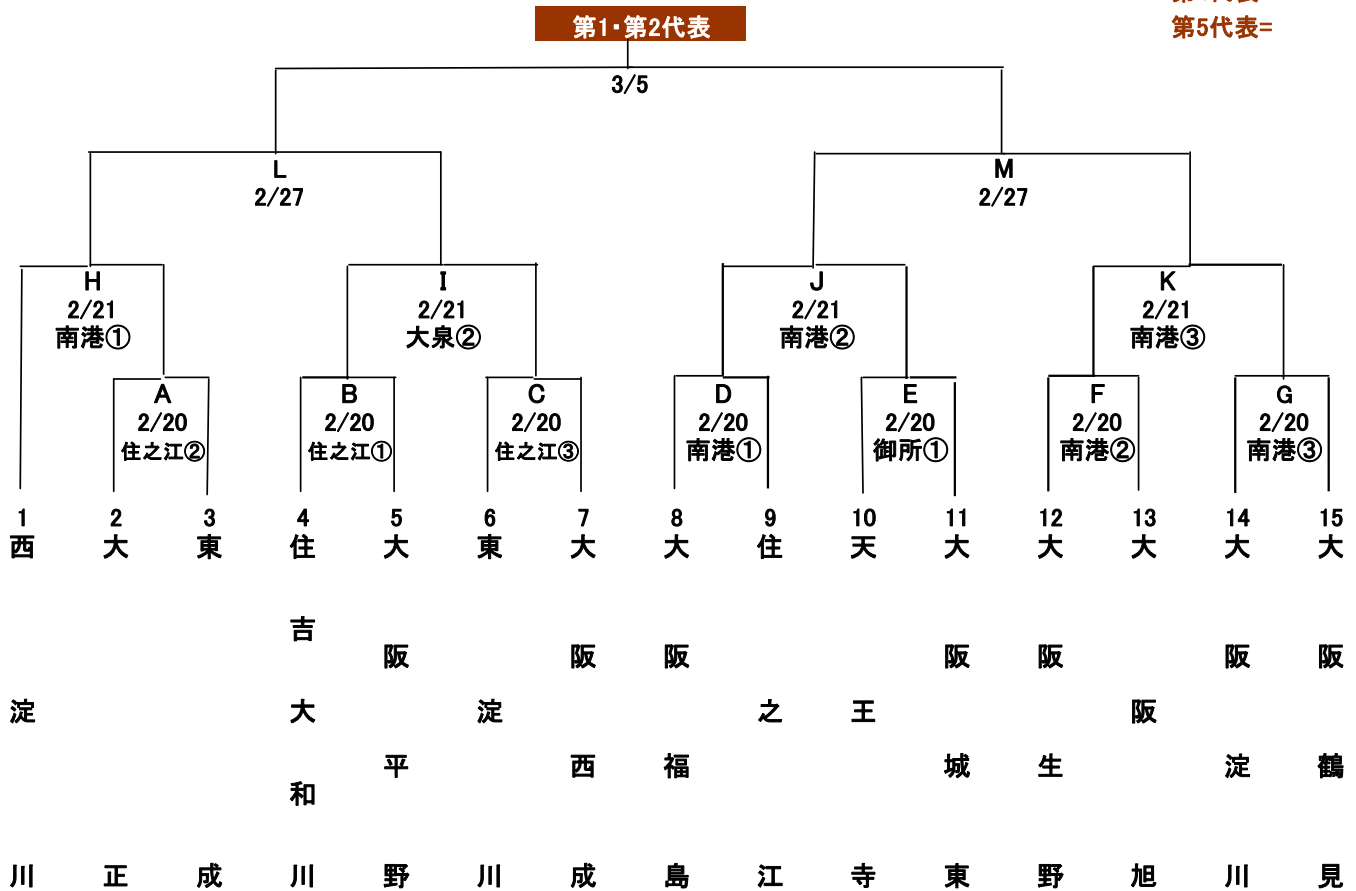 第5代表=
第1・第2代表
3/5
L
2/27
M
2/27
H
2/21
南港①
I
2/21
大泉②
J
2/21
南港②
K
2/21
南港③
A
2/20
住之江②
B
2/20
住之江①
C
2/20
住之江③
D
2/20
南港①
E
2/20
御所①
F
2/20
南港②
G
2/20
南港③
1
西淀川
2
大正
3
東成
4
住吉大和川
5
大阪平野
6
東淀川
7
大阪西成
8
大阪福島
9
住之江
10
天王寺
11
大阪城東
12
大阪生野
13
大阪旭
14
大阪淀川
15
大阪鶴見